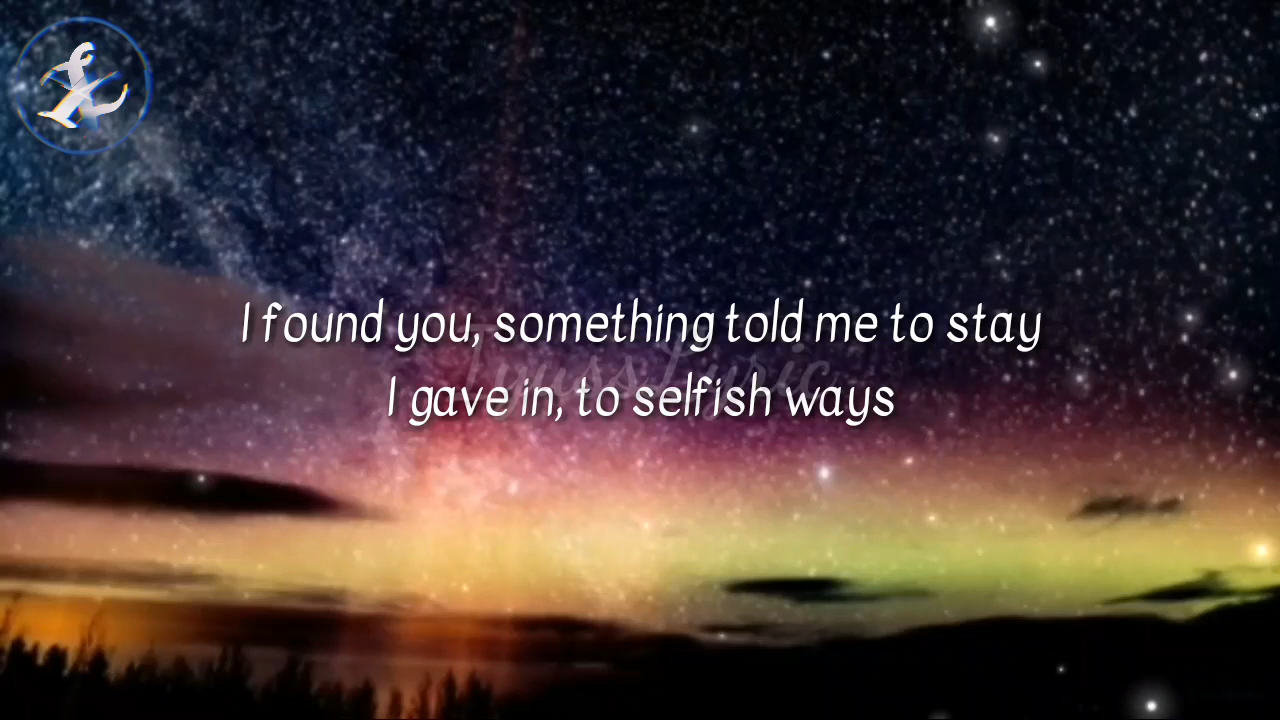 I found you, something told me to stay
I gave in, to selfish ways